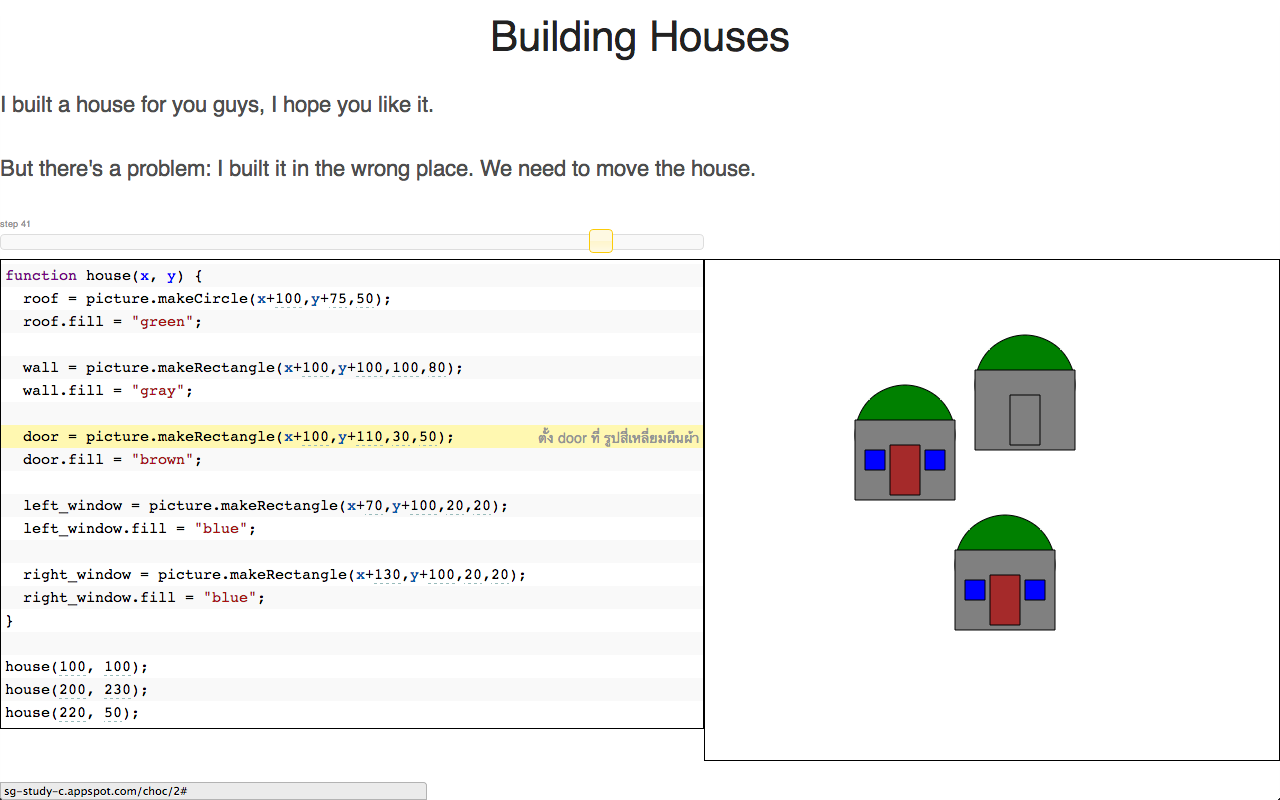 Building Houses
I built a house for you guys, I hope you like it.
But there's a problem: I built it in the wrong place. We need to move the house.
step 41
function house(x, y) {
roof = picture.makeCircle(x+100,y+75,50);
roof.fill = "green";
wall = picture.makeRectangle(x+100,y+100,100,80);
wall.fill = "gray";
door = picture.makeRectangle(x+100,y+110,30,50); ตั้ง door ที่ รูปสี่เหลี่ยมผืนผ้า
door.fill = "brown";
left_window = picture.makeRectangle(x+70,y+100,20,20);
left_window.fill = "blue";
right_window = picture.makeRectangle(x+130,y+100,20,20);
right_window.fill = "blue";
}
house(100, 100);
house(200, 230);
house(220, 50);
sg-study-c.appspot.com/choc/2#